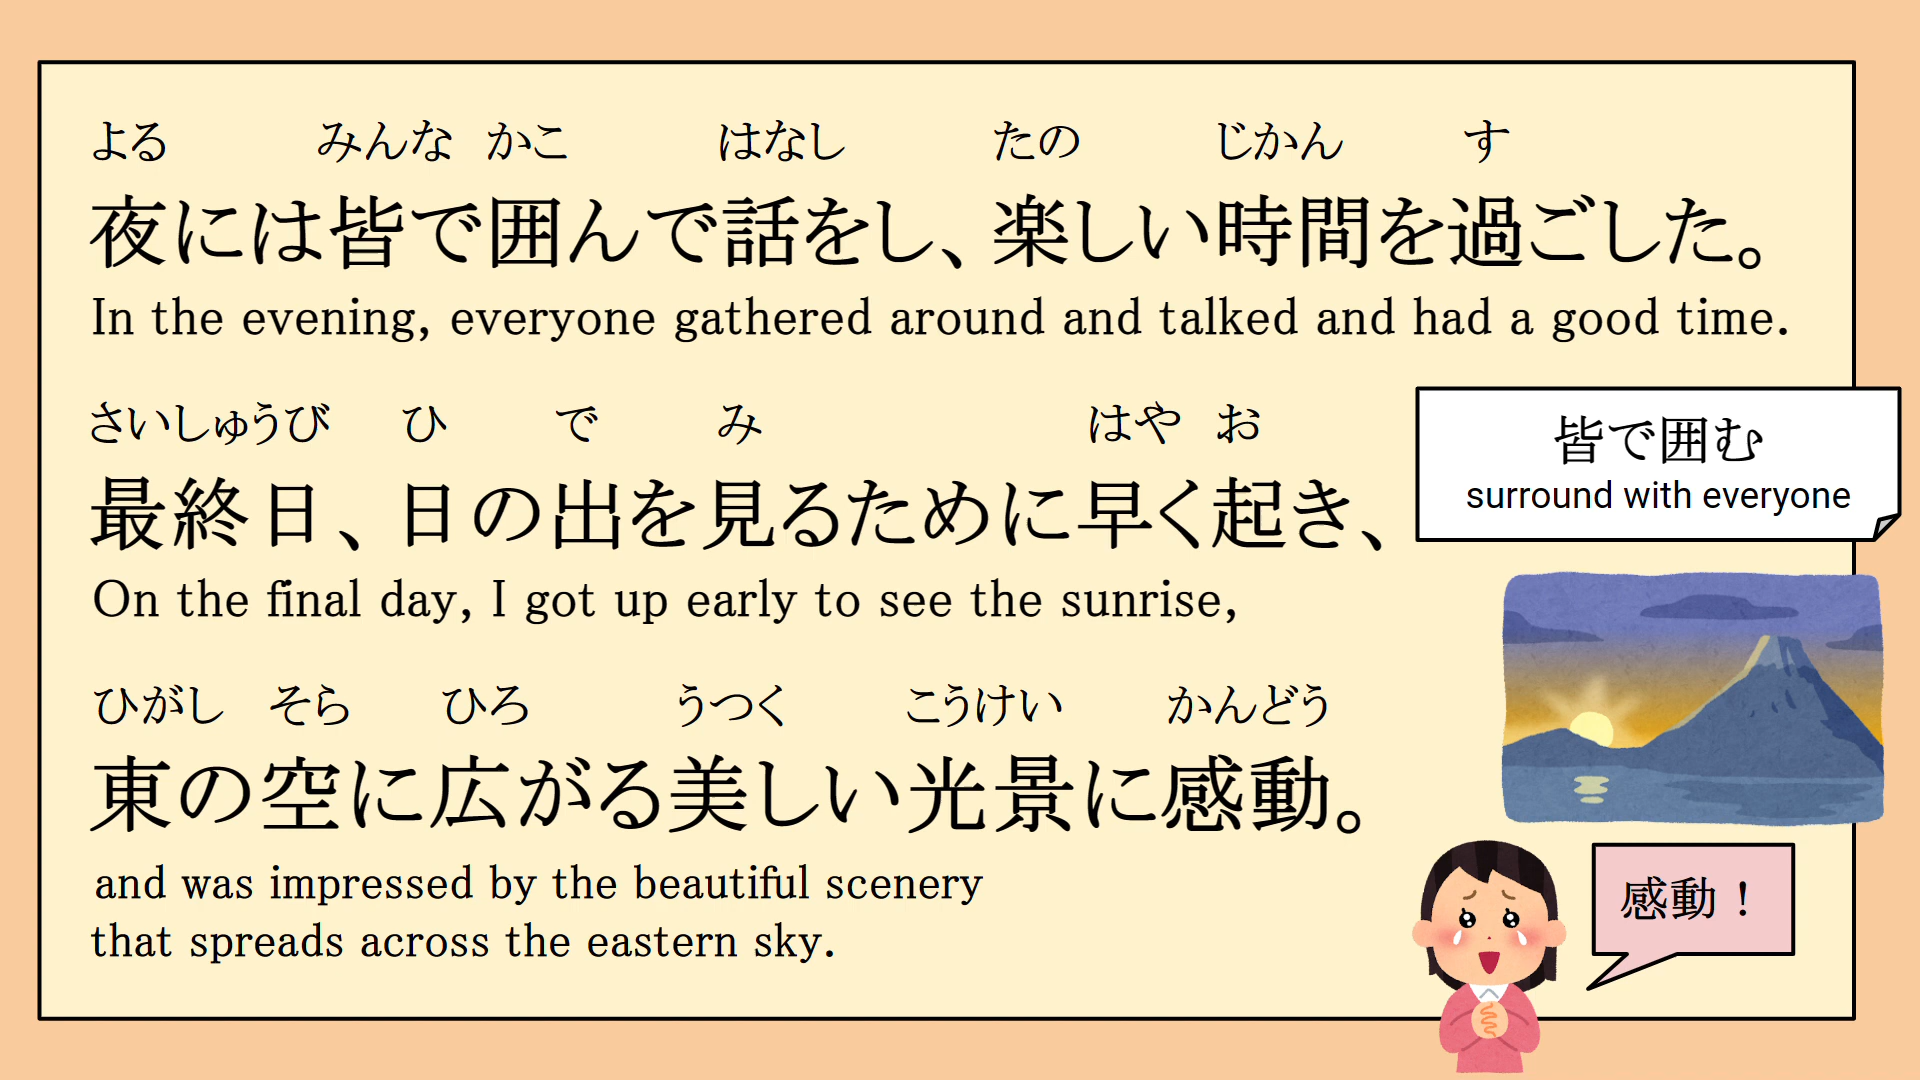 よる みんな かこ はなし たの じかん す
夜には皆で囲んで話をし、楽しい時間を過ごした。
In the evening, everyone gathered around and talked and had a good time.
さいしゅうび ひ で み はや お
最終日、日の出を見るために早く起き、
On the final day, I got up early to see the sunrise,
皆で囲む
surround with everyone
ひがし そら ひろ うつく こうけい かんどう
東の空に広がる美しい光景に感動。
and was impressed by the beautiful scenery
that spreads across the eastern sky.
感動！